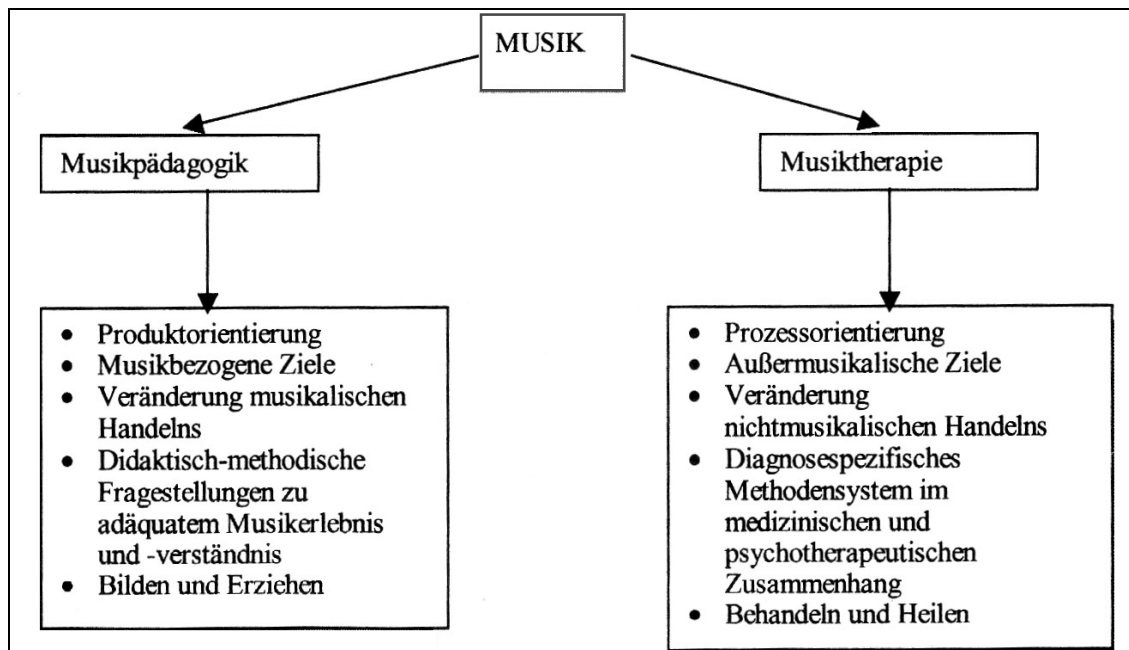 MUSIK
Musikpädagogik
Musiktherapie
• Produktorientierung
• Musikbezogene Ziele
• Veränderung musikalischen
Handelns
• Didaktisch-methodische
Fragestellungen zu
adäquatem Musikerlebnis
und -verständnis
• Bilden und Erziehen
• Prozessorientierung
• Außermusikalische Ziele
• Veränderung
nichtmusikalischen Handelns
• Diagnosespezifisches
Methodensystem im
medizinischen und
psychotherapeutischen
Zusammenhang
• Behandeln und Heilen